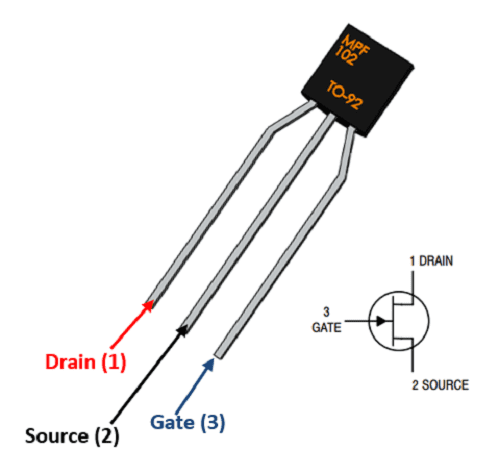 MPF
102
TO-92
1 DRAIN
3
GATE
2 SOURCE
Drain (1)
Gate (3)
Source (2)